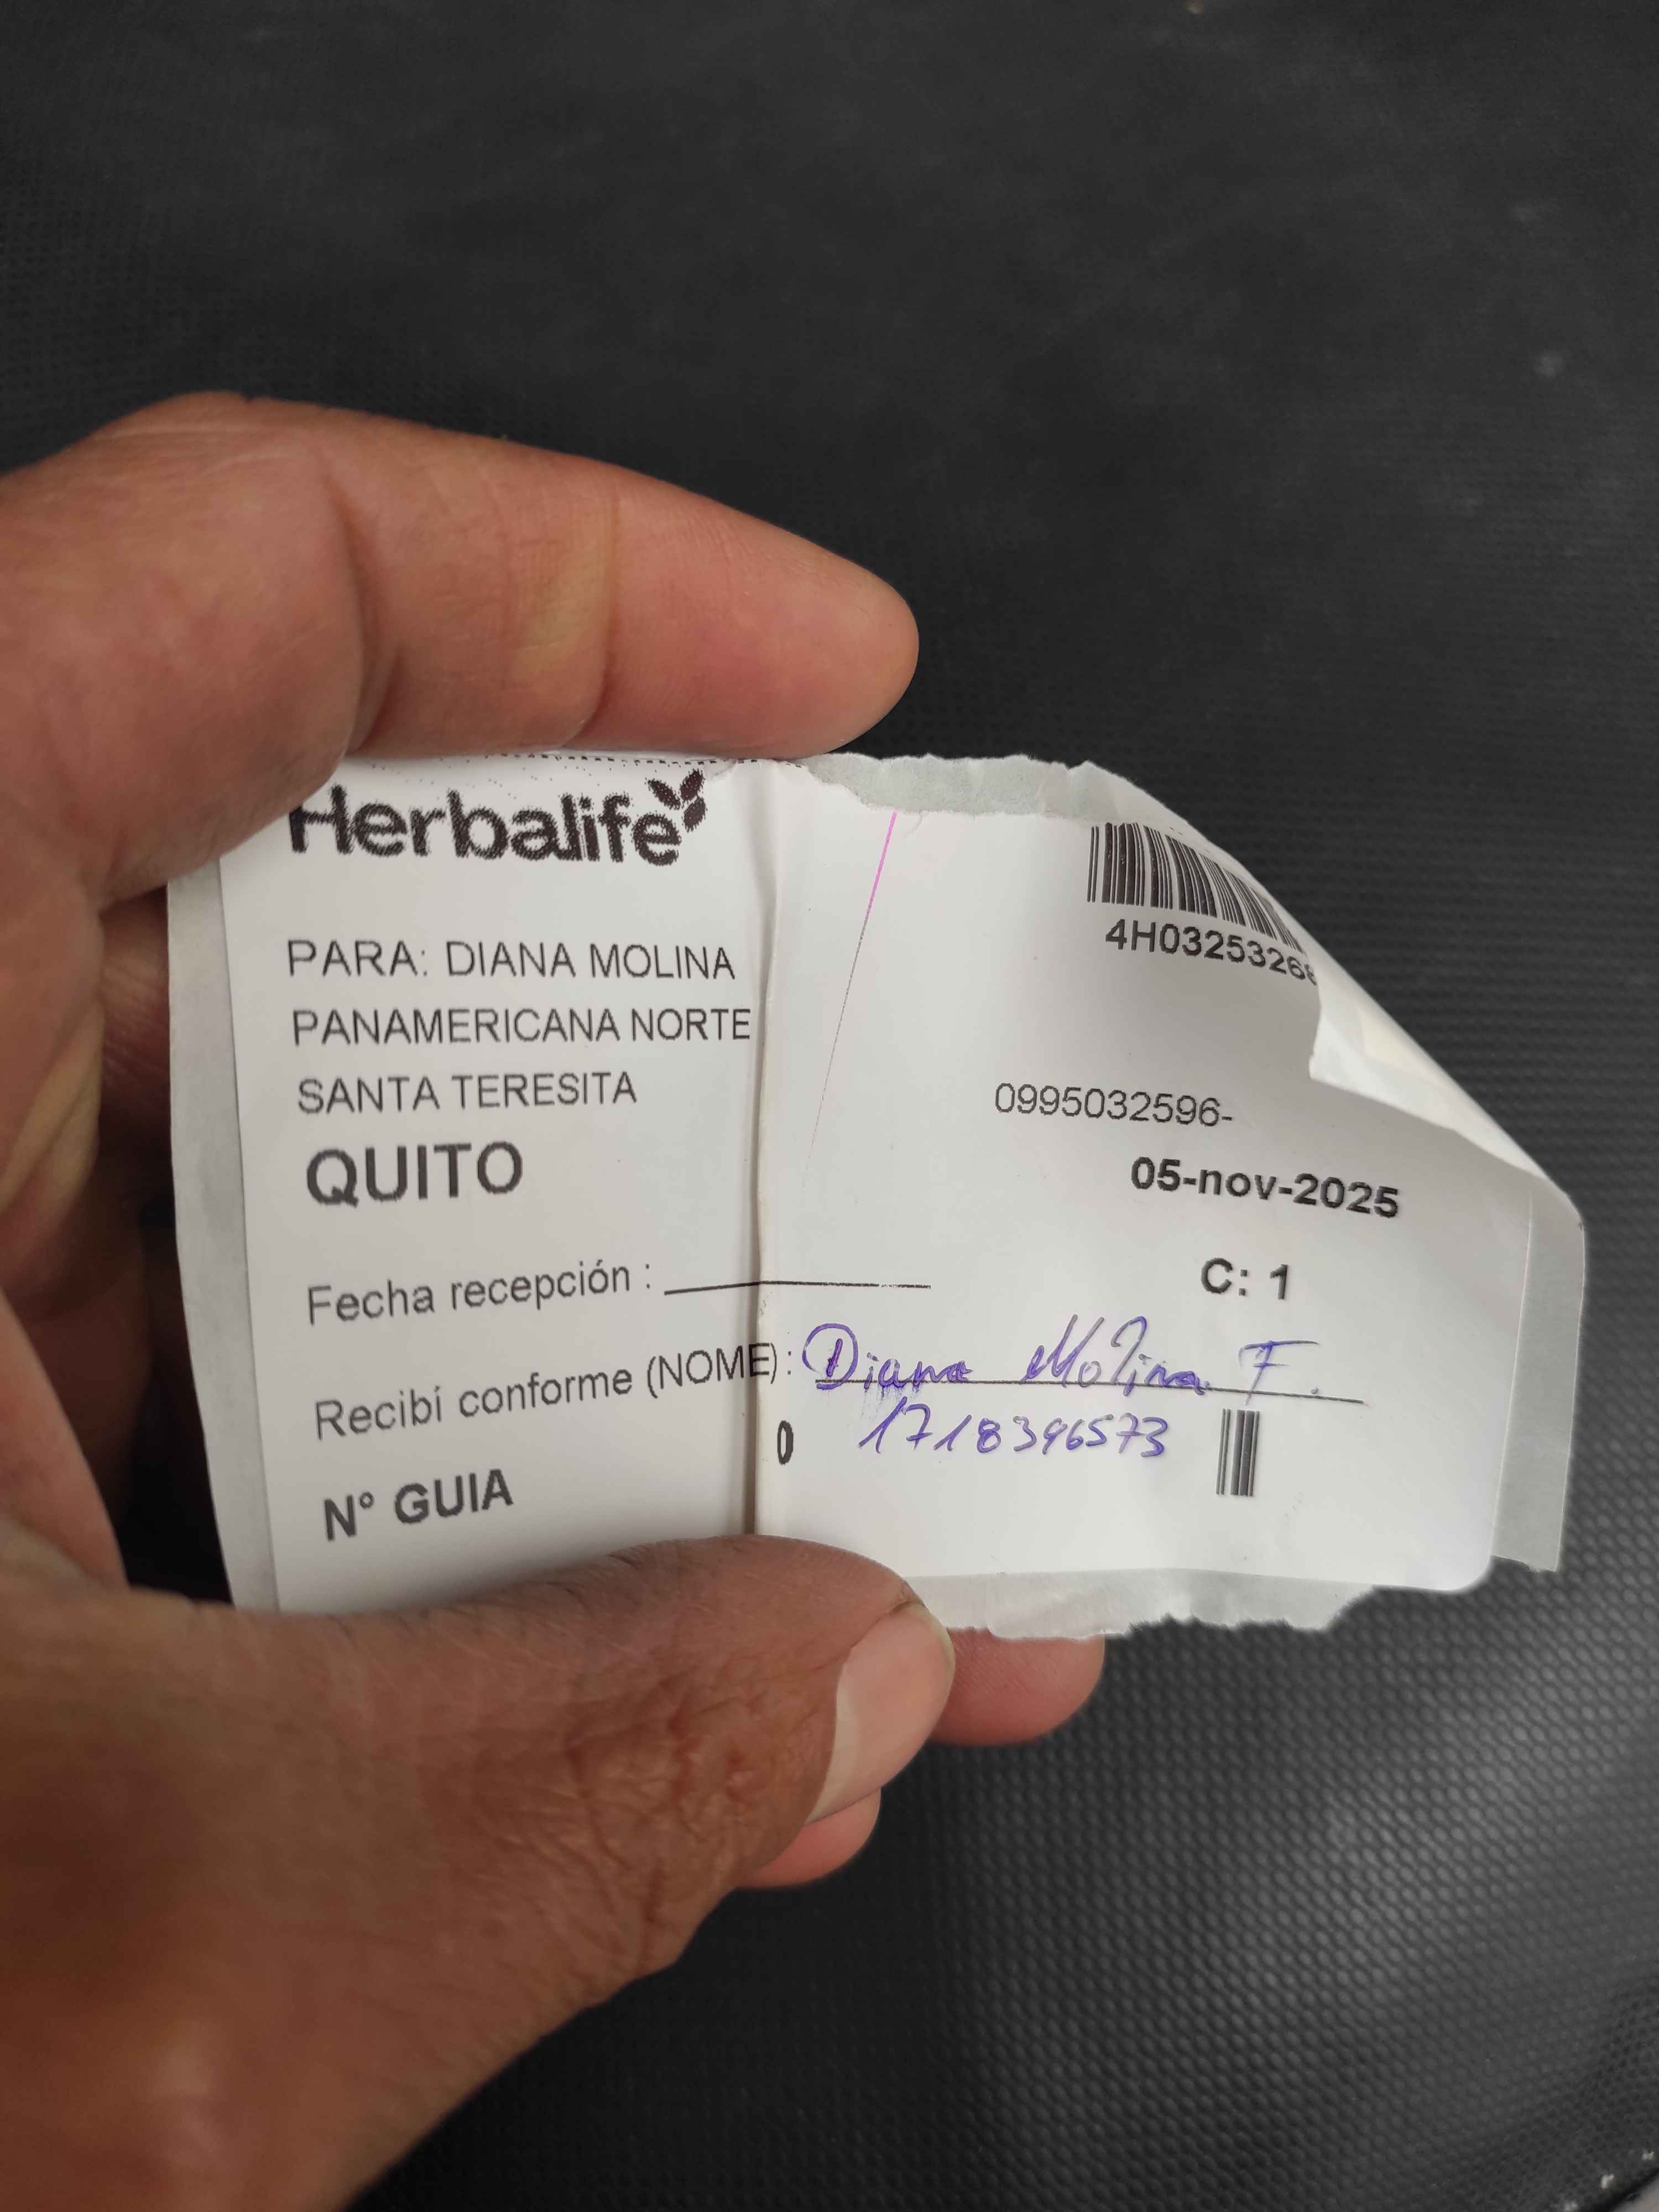 Herbalife
4H03253268
PARA: DIANA MOLINA
PANAMERICANA NORTE
SANTA TERESITA
0995032596-
QUITO
05-nov-2025
Fecha recepción :
C: 1
Recibí conforme (NOME): Diana Molina F.
0 1718396573
N° GUIA